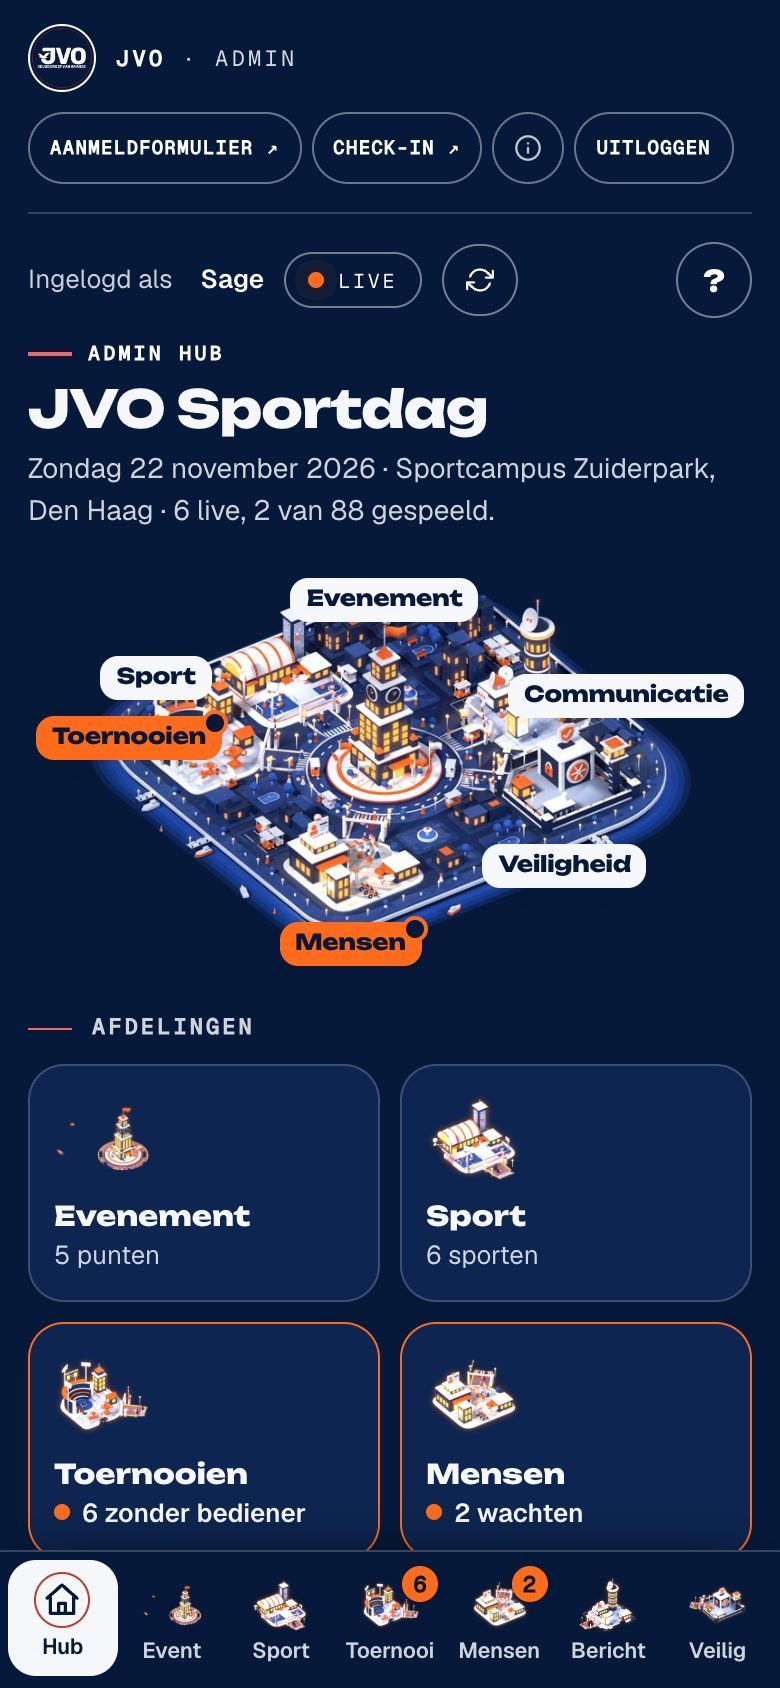 JVO
JVO · ADMIN
AANMELDFORMULIER ↗ CHECK-IN ↗ UITLOGGEN
Ingelogd als Sage LIVE ?
ADMIN HUB
JVO Sportdag
Zondag 22 november 2026 · Sportcampus Zuiderpark,
Den Haag · 6 live, 2 van 88 gespeeld.
Evenement
Sport
Communicatie
Toernooien
Veiligheid
Mensen
AFDELINGEN
Evenement
5 punten
Sport
6 sporten
Toernooien
6 zonder bediener
Mensen
2 wachten
6 2
Hub Event Sport Toernooi Mensen Bericht Veilig